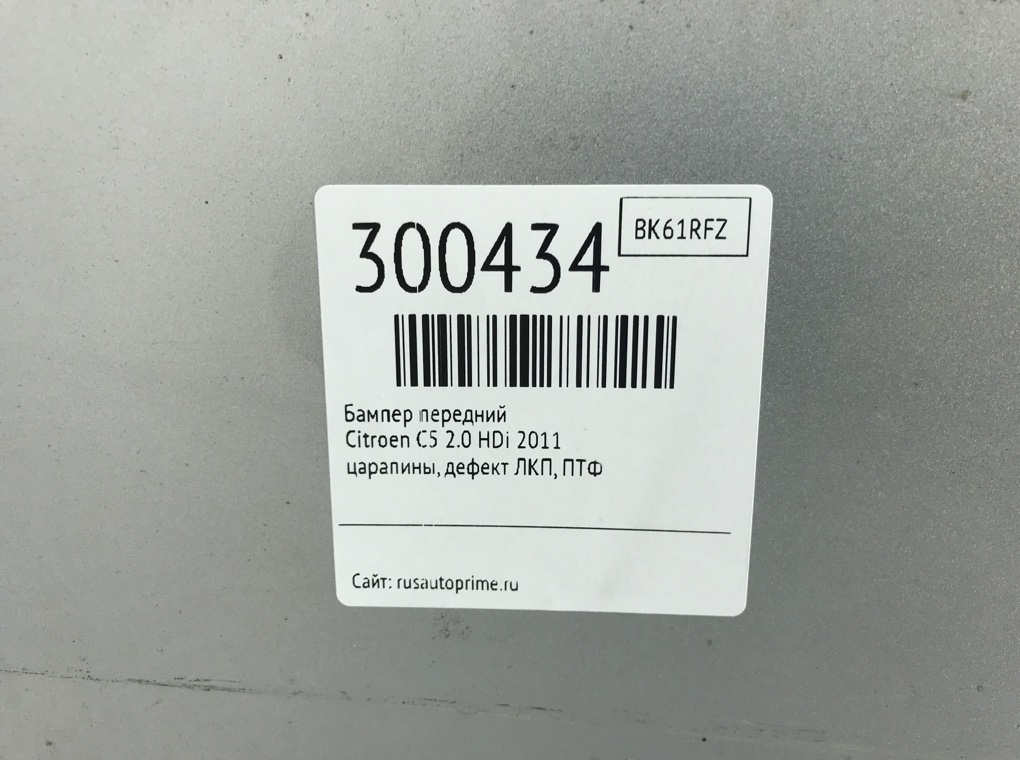 300434
BK61RFZ
Бампер передний
Citroen C5 2.0 HDi 2011
царапины, дефект ЛКП, ПТФ
Сайт: rusautoprime.ru